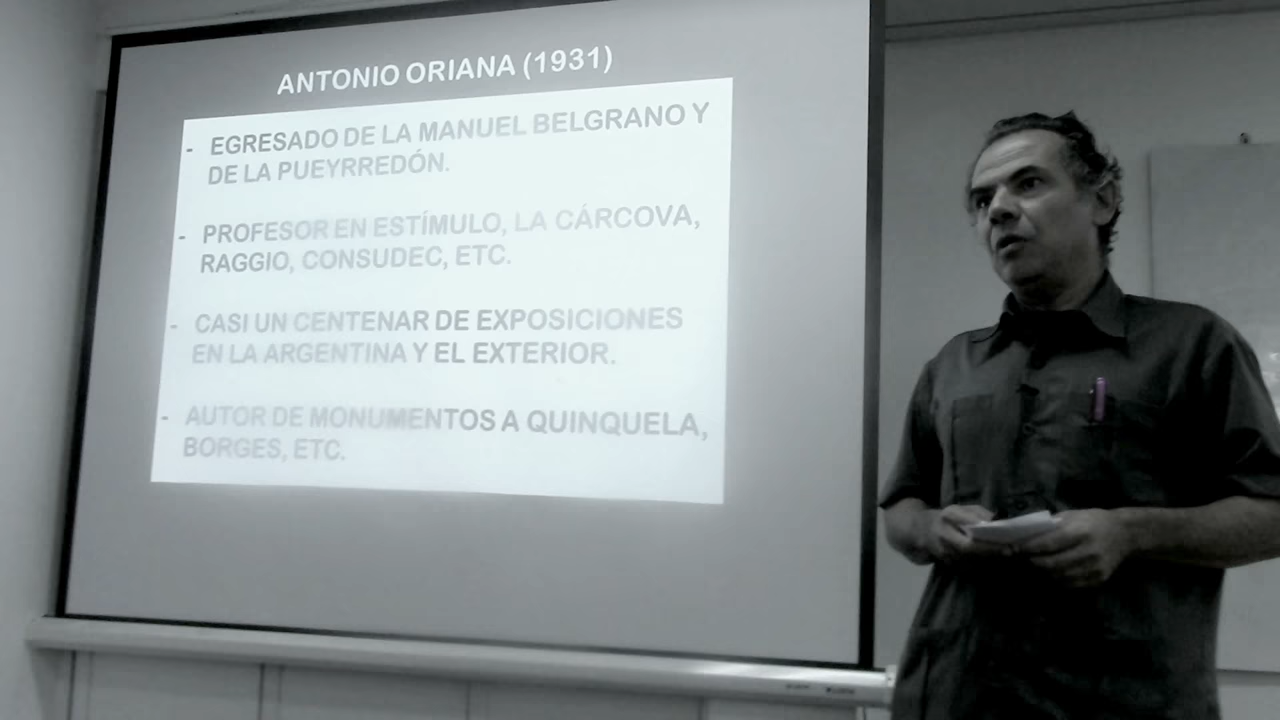 ANTONIO ORIANA (1931)
- EGRESADO DE LA MANUEL BELGRANO Y
DE LA PUEYRREDÓN.
- PROFESOR EN ESTÍMULO, LA CÁRCOVA,
RAGGIO, CONSUDEC, ETC.
- CASI UN CENTENAR DE EXPOSICIONES
EN LA ARGENTINA Y EL EXTERIOR.
- AUTOR DE MONUMENTOS A QUINQUELA,
BORGES, ETC.